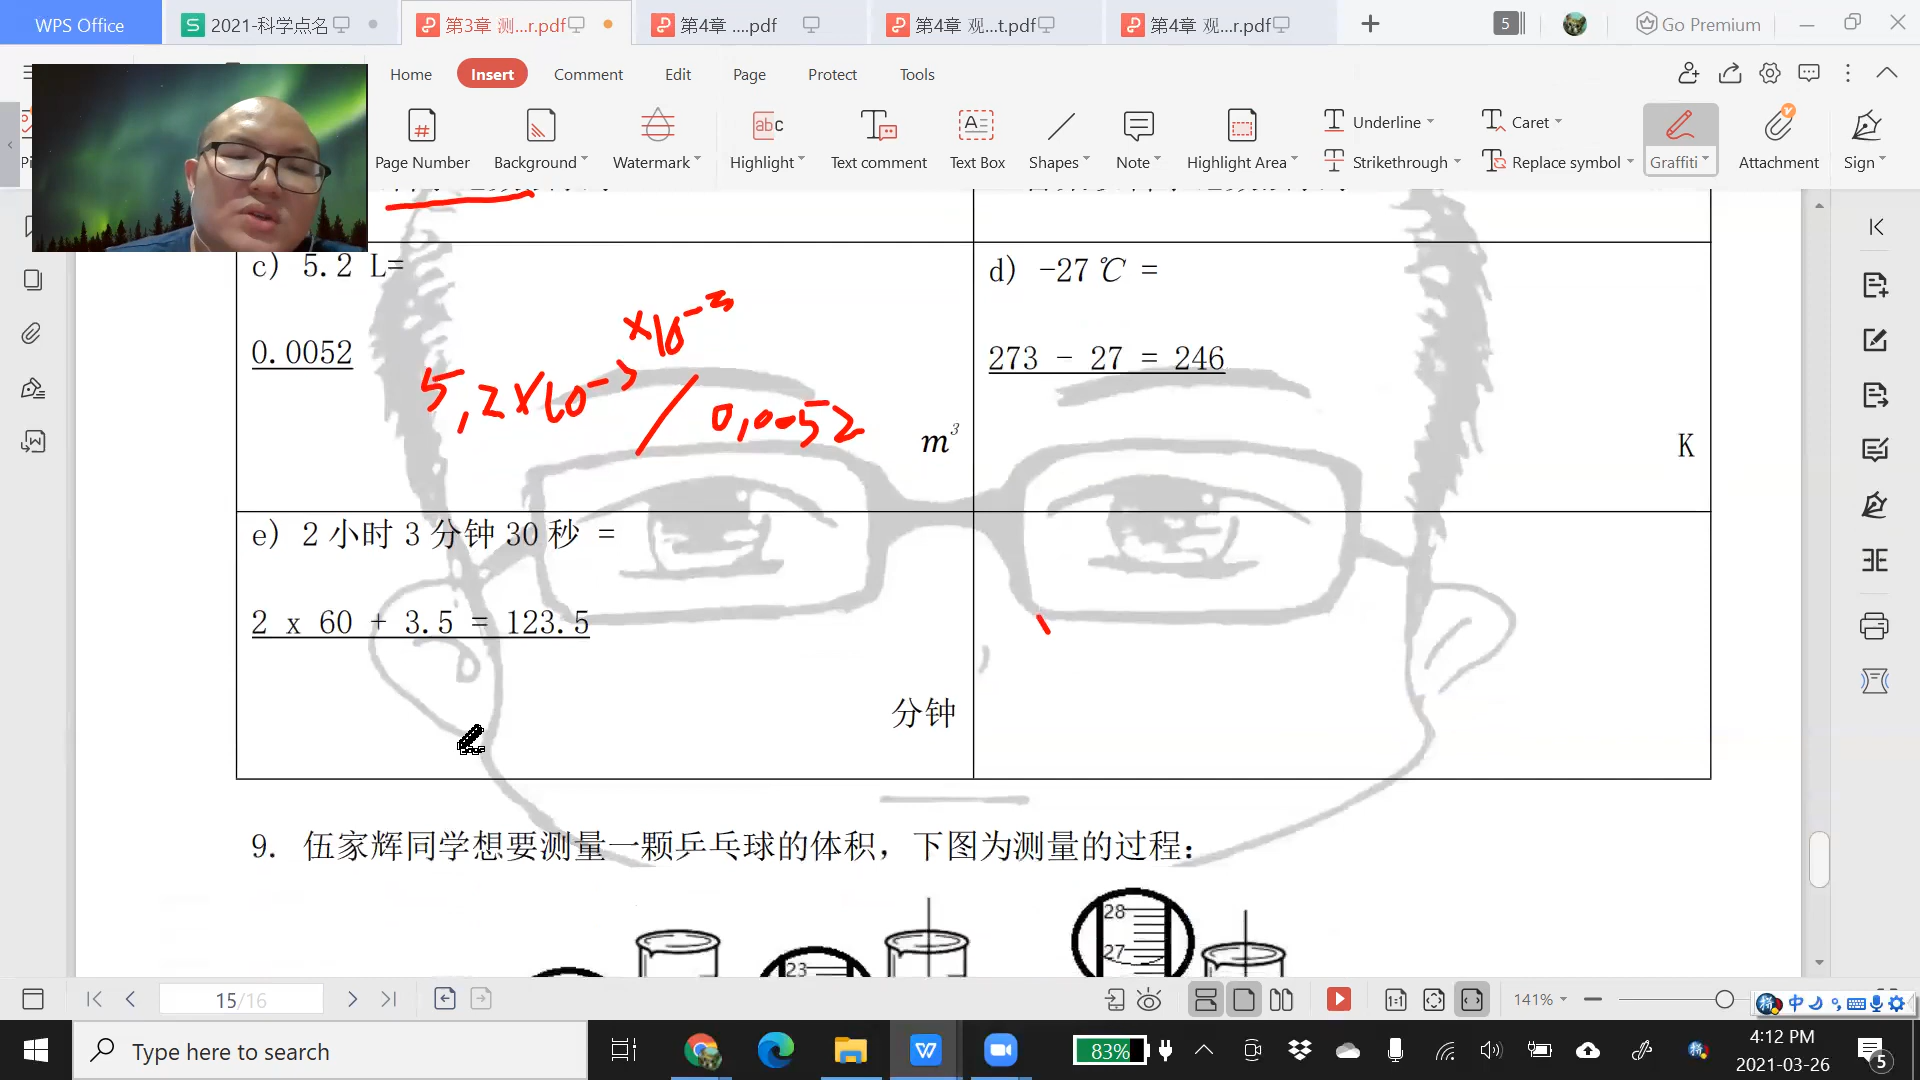 WPS Office
2021-科学点名
第3章 测...r.pdf
第4章 ....pdf
第4章 观...t.pdf
第4章 观...r.pdf
5
Go Premium
Home
Insert
Comment
Edit
Page
Protect
Tools
Page Number
Background
Watermark
Highlight
Text comment
Text Box
Shapes
Note
Highlight Area
Underline
Strikethrough
Caret
Replace symbol
Graffiti
Attachment
Sign
c) 5.2 L=
0.0052
×10⁻³
5,2×10⁻³ / 0,0052
m³
d) -27℃ =
273 - 27 = 246
K
e) 2小时3分钟30秒 =
2 x 60 + 3.5 = 123.5
分钟
9. 伍家辉同学想要测量一颗乒乓球的体积，下图为测量的过程：
23
28
27
15/16
141%
中
Type here to search
83%
4:12 PM
2021-03-26
5